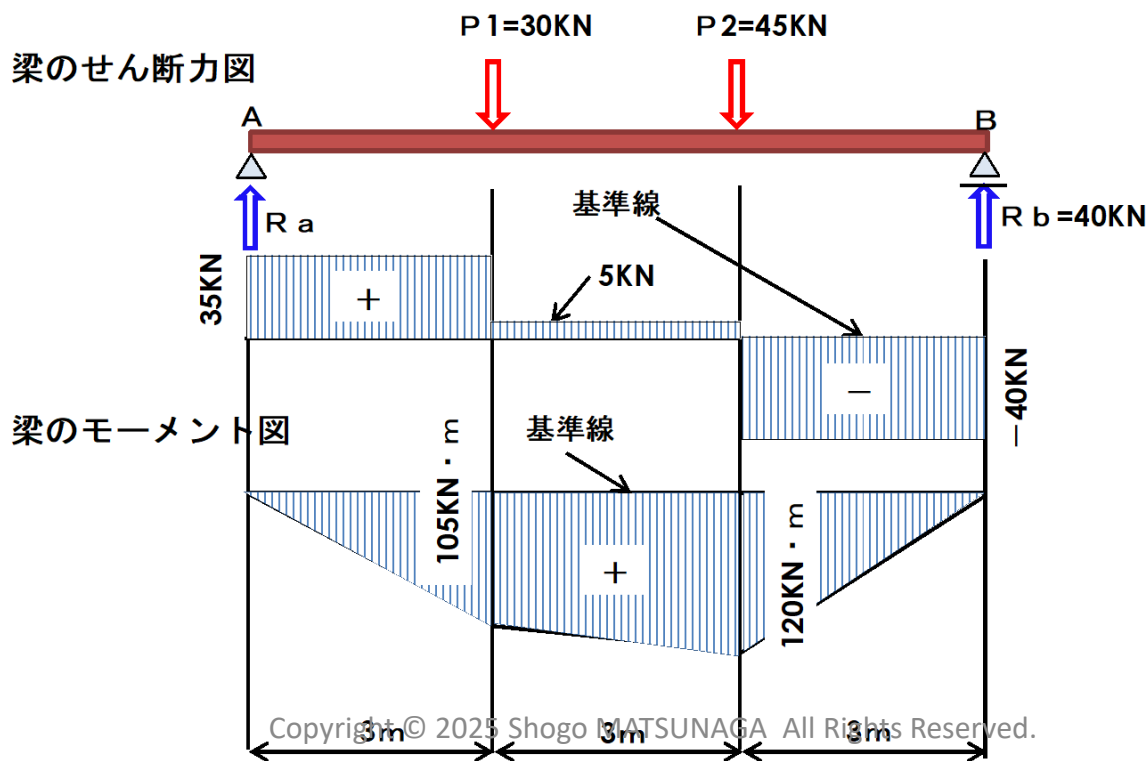 Ｐ1=30KN
Ｐ2=45KN
梁のせん断力図
A
B
Ｒａ
基準線
Ｒｂ=40KN
35KN
5KN
＋
－
－40KN
梁のモーメント図
基準線
105KN・m
＋
120KN・m
Copyright © 2025 Shogo MATSUNAGA All Rights Reserved.
3m
3m
3m